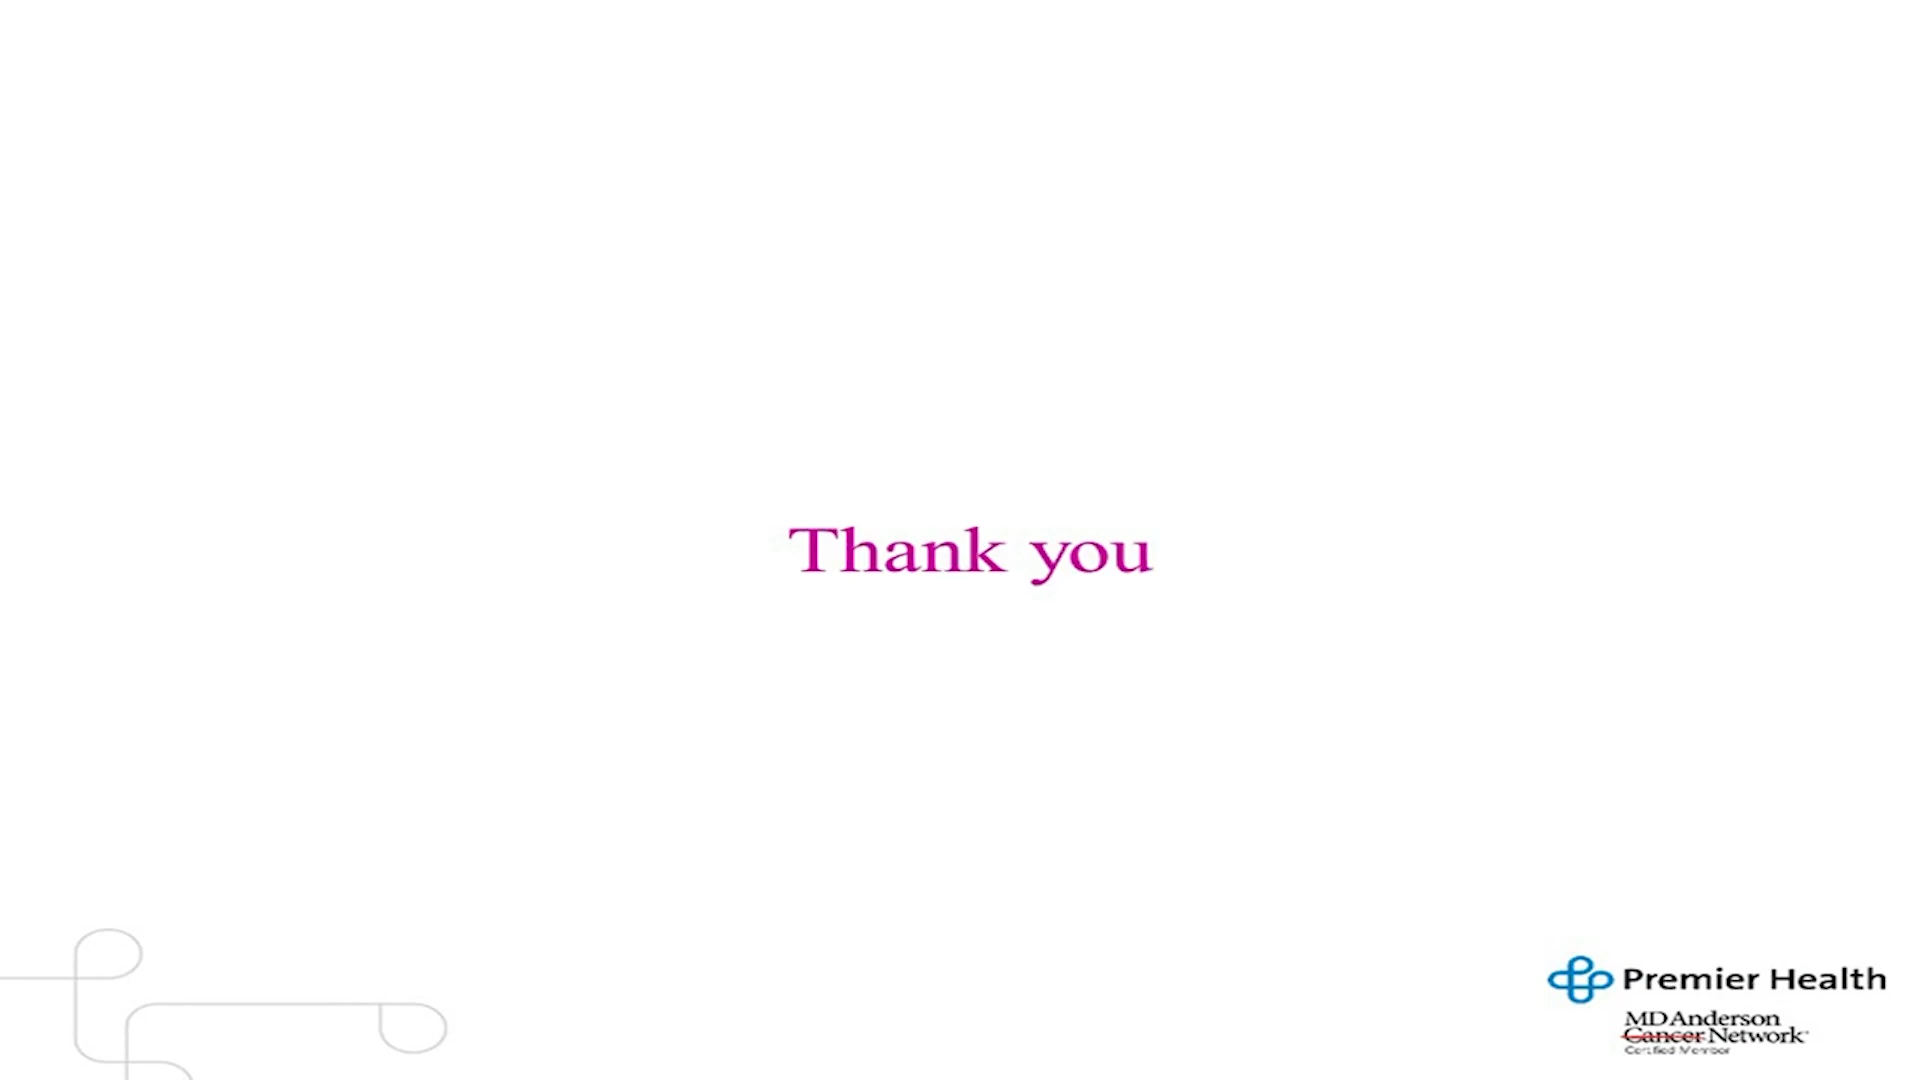 Thank you
Premier Health
MD Anderson
Cancer Network
Certified Member